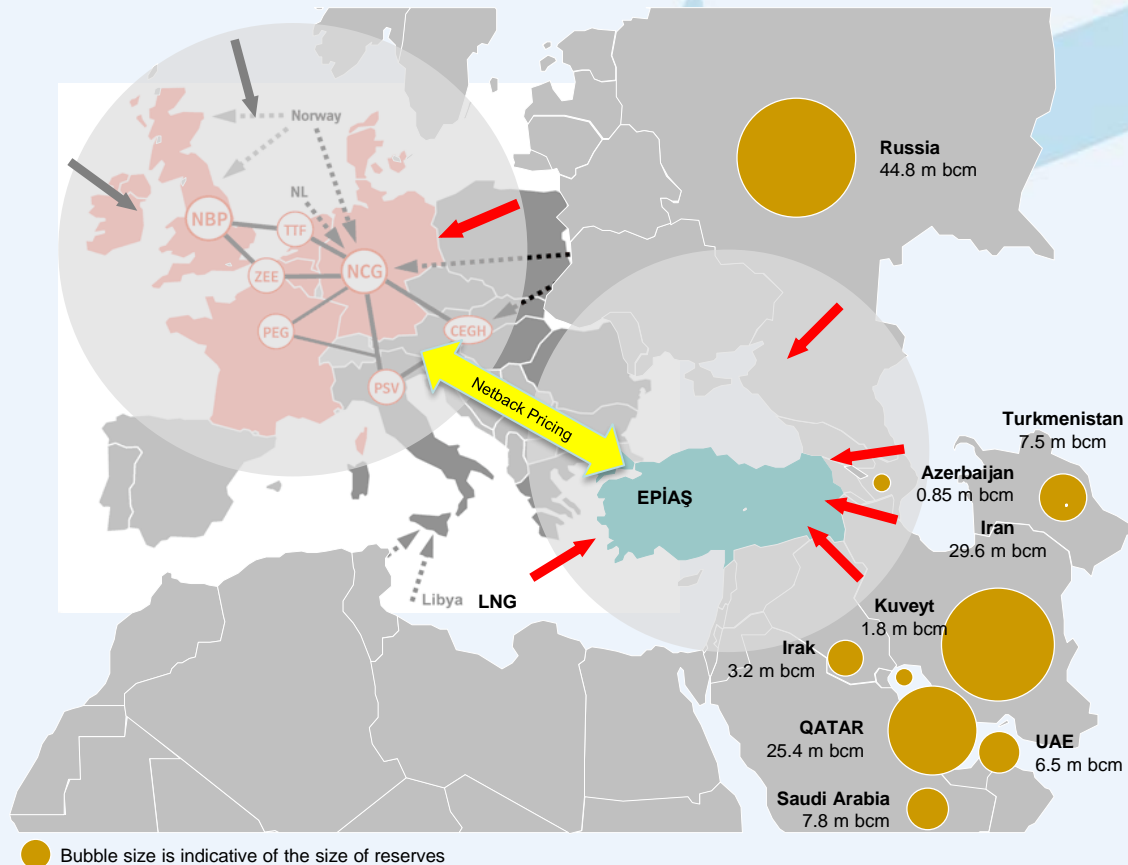 Norway
Russia
44.8 m bcm
NL
NBP
TTF
NCG
ZEE
PEG
CEGH
PSV
Netback Pricing
Turkmenistan
7.5 m bcm
Azerbaijan
0.85 m bcm
EPİAŞ
Iran
29.6 m bcm
Libya
LNG
Kuveyt
1.8 m bcm
Irak
3.2 m bcm
QATAR
25.4 m bcm
UAE
6.5 m bcm
Saudi Arabia
7.8 m bcm
Bubble size is indicative of the size of reserves